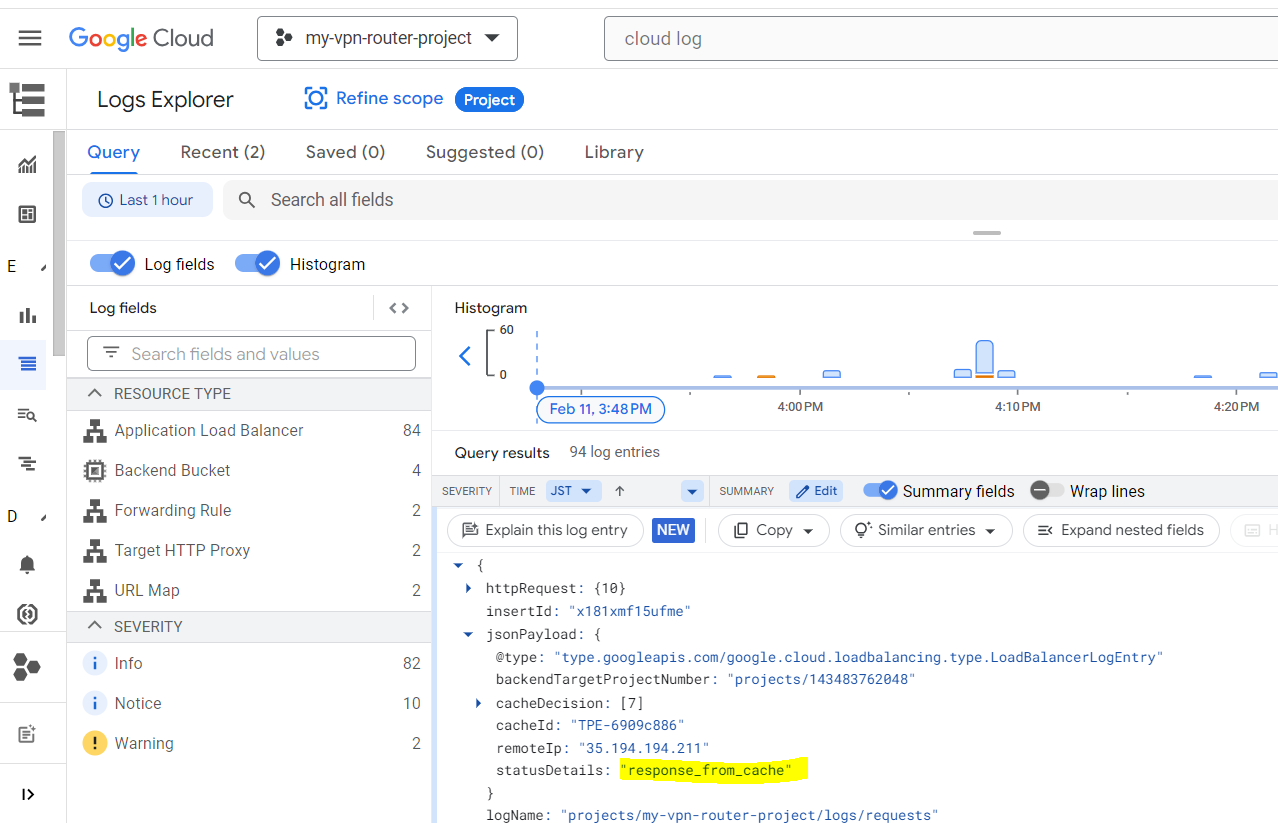 Google Cloud
my-vpn-router-project
cloud log
Logs Explorer
Refine scope
Project
Query
Recent (2)
Saved (0)
Suggested (0)
Library
Last 1 hour
Search all fields
E
Log fields
Histogram
Log fields
Histogram
60
0
Search fields and values
Feb 11, 3:48 PM
4:00 PM
4:10 PM
4:20 PM
RESOURCE TYPE
Application Load Balancer 84
Backend Bucket 4
Forwarding Rule 2
D
Target HTTP Proxy 2
URL Map 2
SEVERITY
Info 82
Notice 10
Warning 2
Query results 94 log entries
SEVERITY TIME JST SUMMARY Edit Summary fields Wrap lines
Explain this log entry NEW Copy Similar entries Expand nested fields H
{
httpRequest: {10}
insertId: "x181xmf15ufme"
jsonPayload: {
@type: "type.googleapis.com/google.cloud.loadbalancing.type.LoadBalancerLogEntry"
backendTargetProjectNumber: "projects/143483762048"
cacheDecision: [7]
cacheId: "TPE-6909c886"
remoteIp: "35.194.194.211"
statusDetails: "response_from_cache"
}
logName: "projects/my-vpn-router-project/logs/requests"